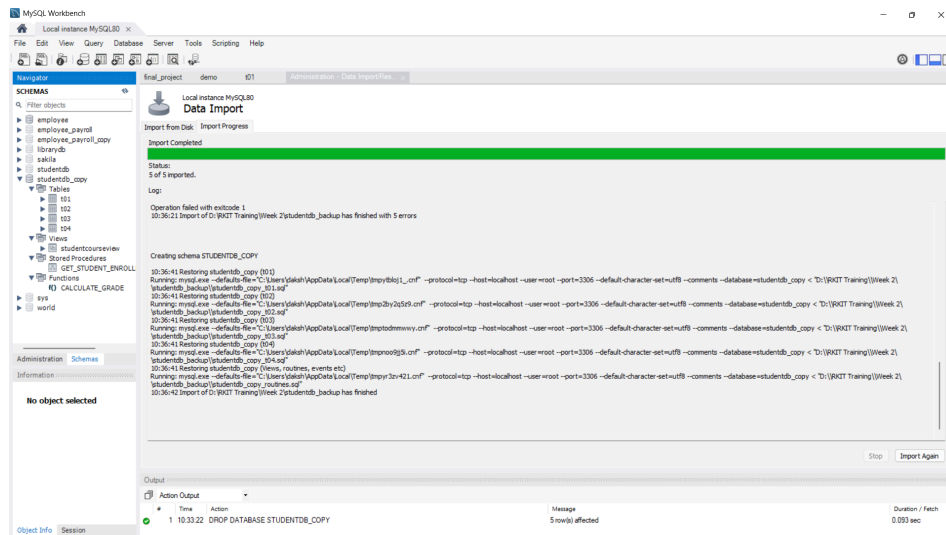 MySQL Workbench
Local instance MySQL80
File Edit View Query Database Server Tools Scripting Help
Navigator
SCHEMAS
Filter objects
employee
employee_payroll
employee_payroll_copy
librarydb
sakila
studentdb
studentdb_copy
Tables
t01
t02
t03
t04
Views
studentcourseview
Stored Procedures
GET_STUDENT_ENROLL
Functions
f() CALCULATE_GRADE
sys
world
Administration Schemas
Information
No object selected
Object Info Session
final_project demo t01 Administration - Data Import/Res...
Local instance MySQL80
Data Import
Import from Disk Import Progress
Import Completed
Status:
5 of 5 imported.
Log:
Operation failed with exitcode 1
10:36:21 Import of D:\RKIT Training\Week 2\studentdb_backup has finished with 5 errors
Creating schema STUDENTDB_COPY
10:36:41 Restoring studentdb_copy (t01)
Running: mysql.exe --defaults-file="C:\Users\daksh\AppData\Local\Temp\ --protocol=tcp --host=localhost --user=root --port=3306 --default-character-set=utf8 --comments --database=studentdb_copy < "D:\\RKIT Training\\Week 2\
\studentdb_backup\\studentdb_copy_t01.sql"
10:36:41 Restoring studentdb_copy (t02)
Running: mysql.exe --defaults-file="C:\Users\daksh\AppData\Local\Temp\tmp2by2q5z9.cnf" --protocol=tcp --host=localhost --user=root --port=3306 --default-character-set=utf8 --comments --database=studentdb_copy < "D:\\RKIT Training\\Week 2\
\studentdb_backup\\studentdb_copy_t02.sql"
10:36:41 Restoring studentdb_copy (t03)
Running: mysql.exe --defaults-file="C:\Users\daksh\AppData\Local\Temp\ --protocol=tcp --host=localhost --user=root --port=3306 --default-character-set=utf8 --comments --database=studentdb_copy < "D:\\RKIT Training\\Week 2\
\studentdb_backup\\studentdb_copy_t03.sql"
10:36:41 Restoring studentdb_copy (t04)
Running: mysql.exe --defaults-file="C:\Users\daksh\AppData\Local\Temp\ --protocol=tcp --host=localhost --user=root --port=3306 --default-character-set=utf8 --comments --database=studentdb_copy < "D:\\RKIT Training\\Week 2\
\studentdb_backup\\studentdb_copy_t04.sql"
10:36:41 Restoring studentdb_copy (Views, routines, events etc)
Running: mysql.exe --defaults-file="C:\Users\daksh\AppData\Local\Temp\tmpyr3zv421.cnf" --protocol=tcp --host=localhost --user=root --port=3306 --default-character-set=utf8 --comments --database=studentdb_copy < "D:\\RKIT Training\\Week 2\
\studentdb_backup\\studentdb_copy_routines.sql"
10:36:42 Import of D:\RKIT Training\Week 2\studentdb_backup has finished
Stop Import Again
Output
Action Output
# Time Action Message Duration / Fetch
1 10:33:22 DROP DATABASE STUDENTDB_COPY 5 row(s) affected 0.093 sec